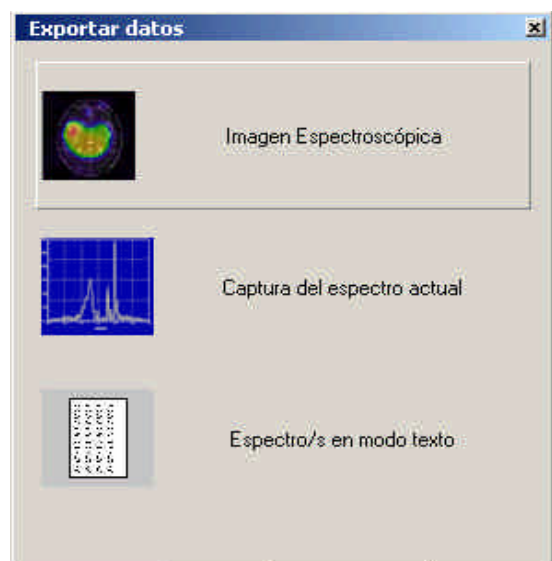 Exportar datos
Imagen Espectroscópica
Captura del espectro actual
Espectro/s en modo texto